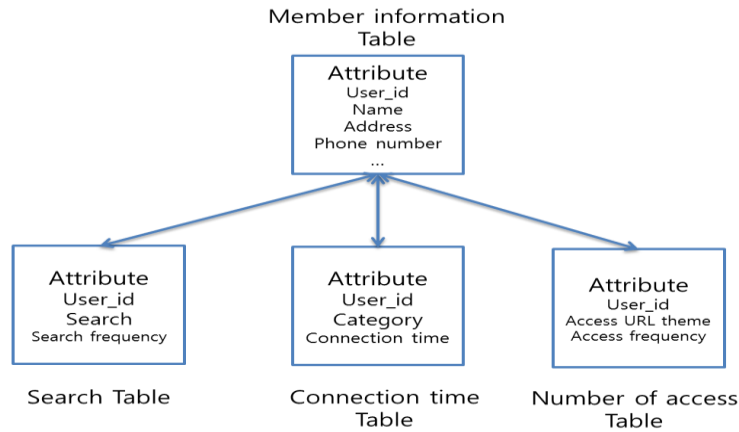 Member information
Table
Attribute
User_id
Name
Address
Phone number
...
Attribute
User_id
Search
Search frequency
Search Table
Attribute
User_id
Category
Connection time
Connection time
Table
Attribute
User_id
Access URL theme
Access frequency
Number of access
Table